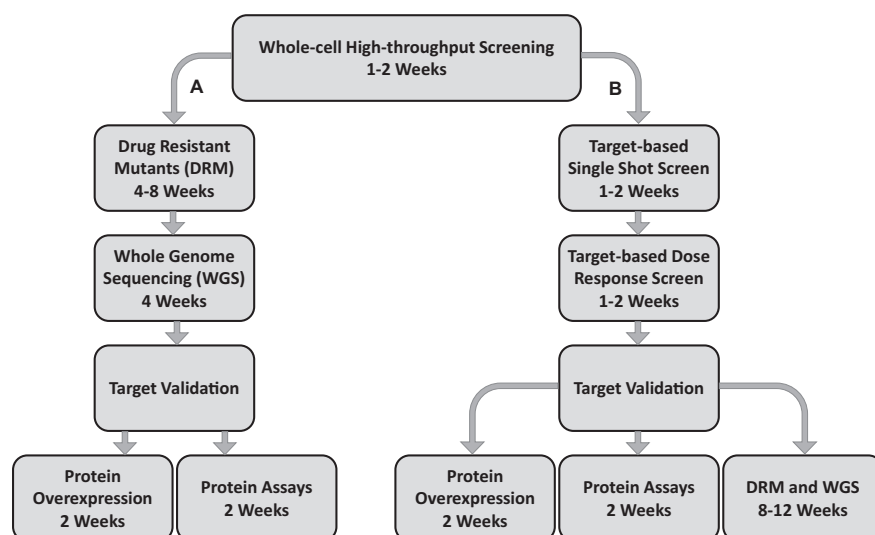 Whole-cell High-throughput Screening
1-2 Weeks
A
B
Drug Resistant
Mutants (DRM)
4-8 Weeks
Target-based
Single Shot Screen
1-2 Weeks
Whole Genome
Sequencing (WGS)
4 Weeks
Target-based Dose
Response Screen
1-2 Weeks
Target Validation
Target Validation
Protein
Overexpression
2 Weeks
Protein Assays
2 Weeks
Protein
Overexpression
2 Weeks
Protein Assays
2 Weeks
DRM and WGS
8-12 Weeks